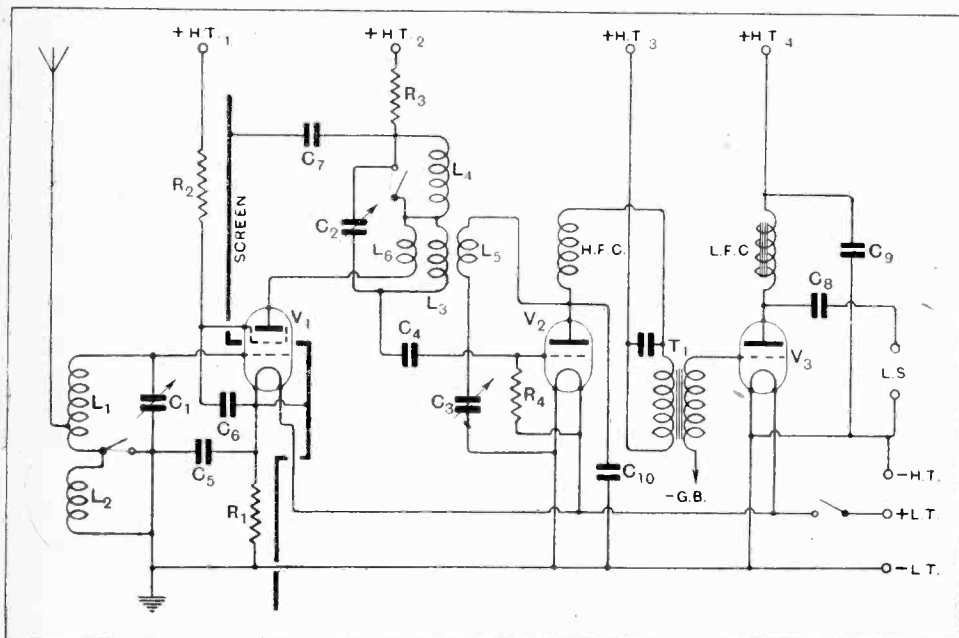 +H.T.1
+H.T.2
+H.T.3
+H.T.4
R3
C7
L4
R2
SCREEN
C2
L6
L5
H.F.C.
L.F.C
C9
L3
C8
V1
V2
C4
T1
V3
L.S
L1
C1
C3
R4
C6
C5
C10
-H.T.
L2
-G.B.
R1
+L.T.
-L T.